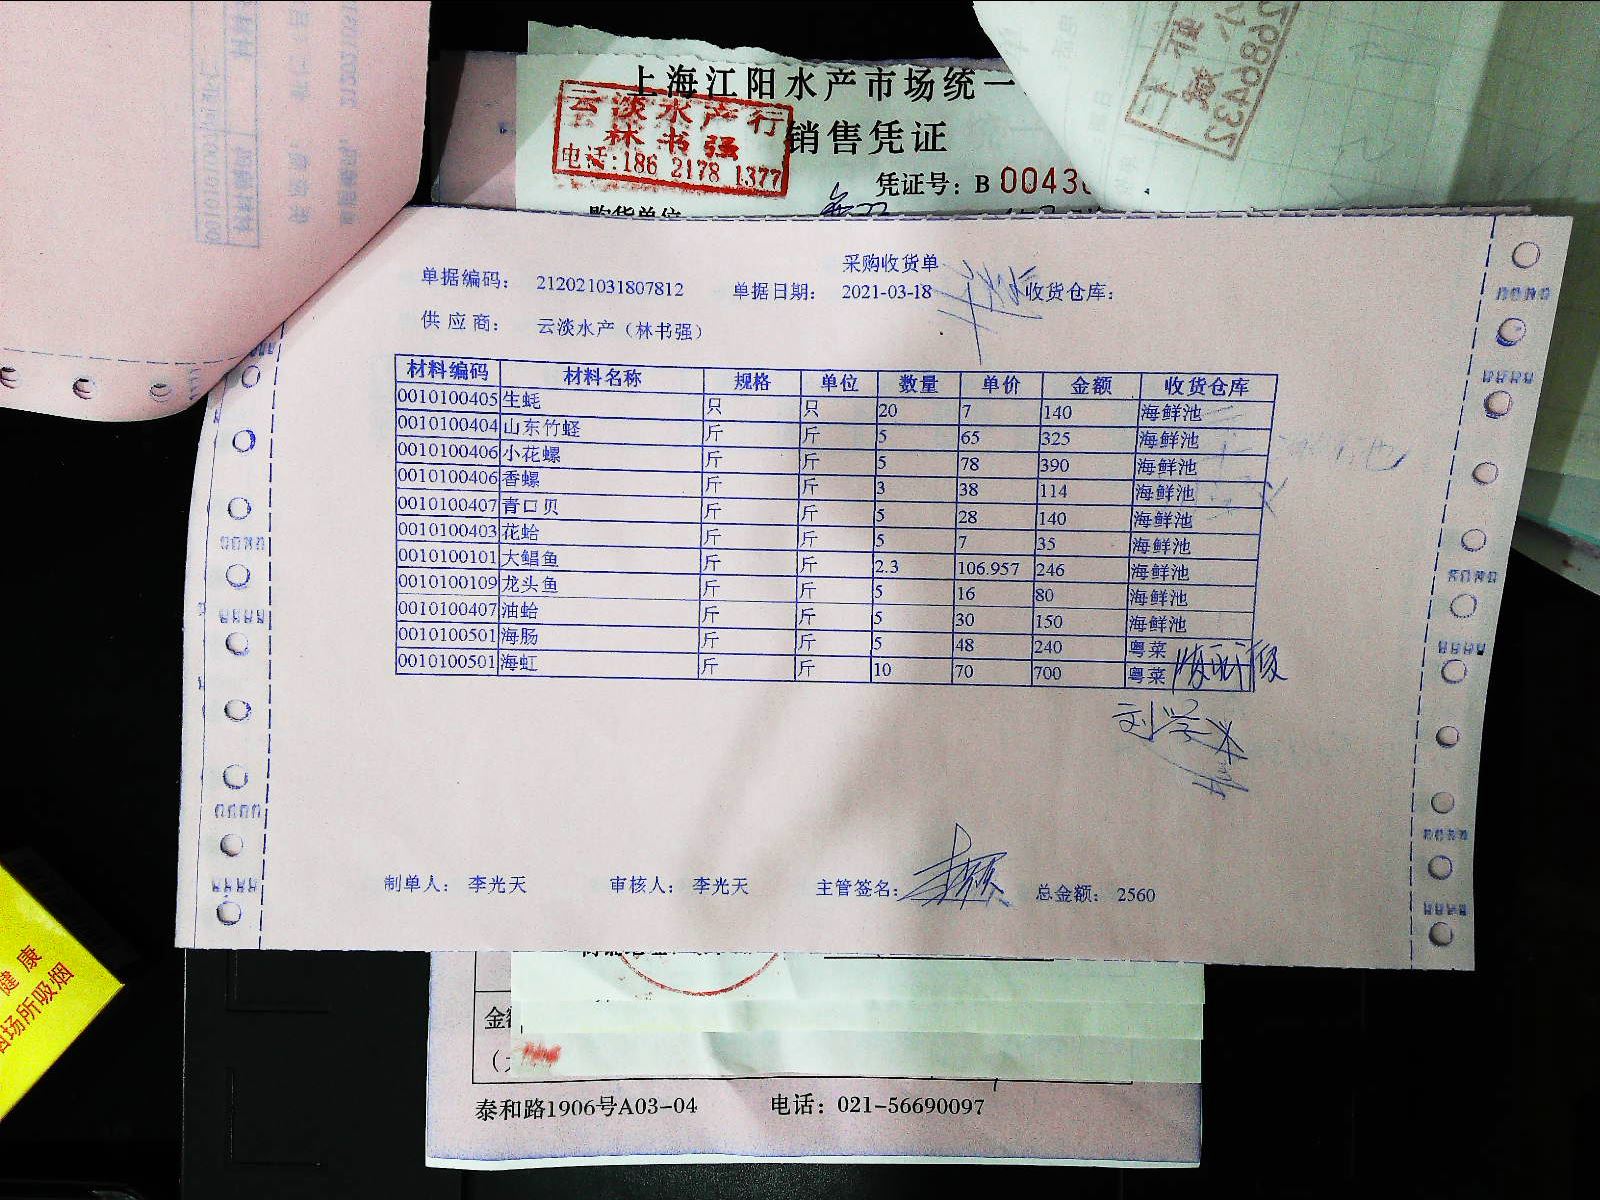 上海江阳水产市场统一
云淡水产行
林书强
电话:186 2178 1377
销售凭证
凭证号: B 0043
购货单位
采购收货单
单据编码: 212021031807812 单据日期: 2021-03-18 收货仓库:
供应商: 云淡水产（林书强）
材料编码 材料名称 规格 单位 数量 单价 金额 收货仓库
0010100405 生蚝 只 只 20 7 140 海鲜池
0010100404 山东竹蛏 斤 斤 5 65 325 海鲜池
0010100406 小花螺 斤 斤 5 78 390 海鲜池
0010100406 香螺 斤 斤 3 38 114 海鲜池
0010100407 青口贝 斤 斤 5 28 140 海鲜池
0010100403 花蛤 斤 斤 5 7 35 海鲜池
0010100101 大鲳鱼 斤 斤 2.3 106.957 246 海鲜池
0010100109 龙头鱼 斤 斤 5 16 80 海鲜池
0010100407 油蛤 斤 斤 5 30 150 海鲜池
0010100501 海肠 斤 斤 5 48 240 粤菜
0010100501 海虹 斤 斤 10 70 700 粤菜
制单人: 李光天 审核人: 李光天 主管签名: 总金额: 2560
泰和路1906号A03-04 电话: 021-56690097
健康
场所吸烟